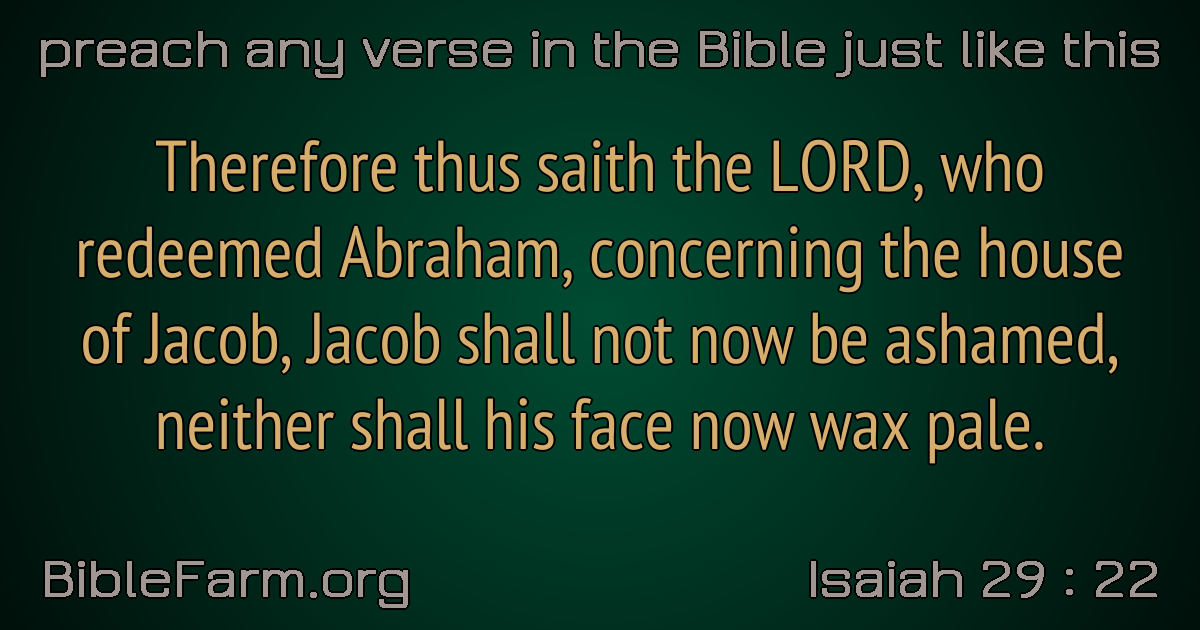 preach any verse in the Bible just like this
Therefore thus saith the LORD, who
redeemed Abraham, concerning the house
of Jacob, Jacob shall not now be ashamed,
neither shall his face now wax pale.
BibleFarm.org
Isaiah 29 : 22